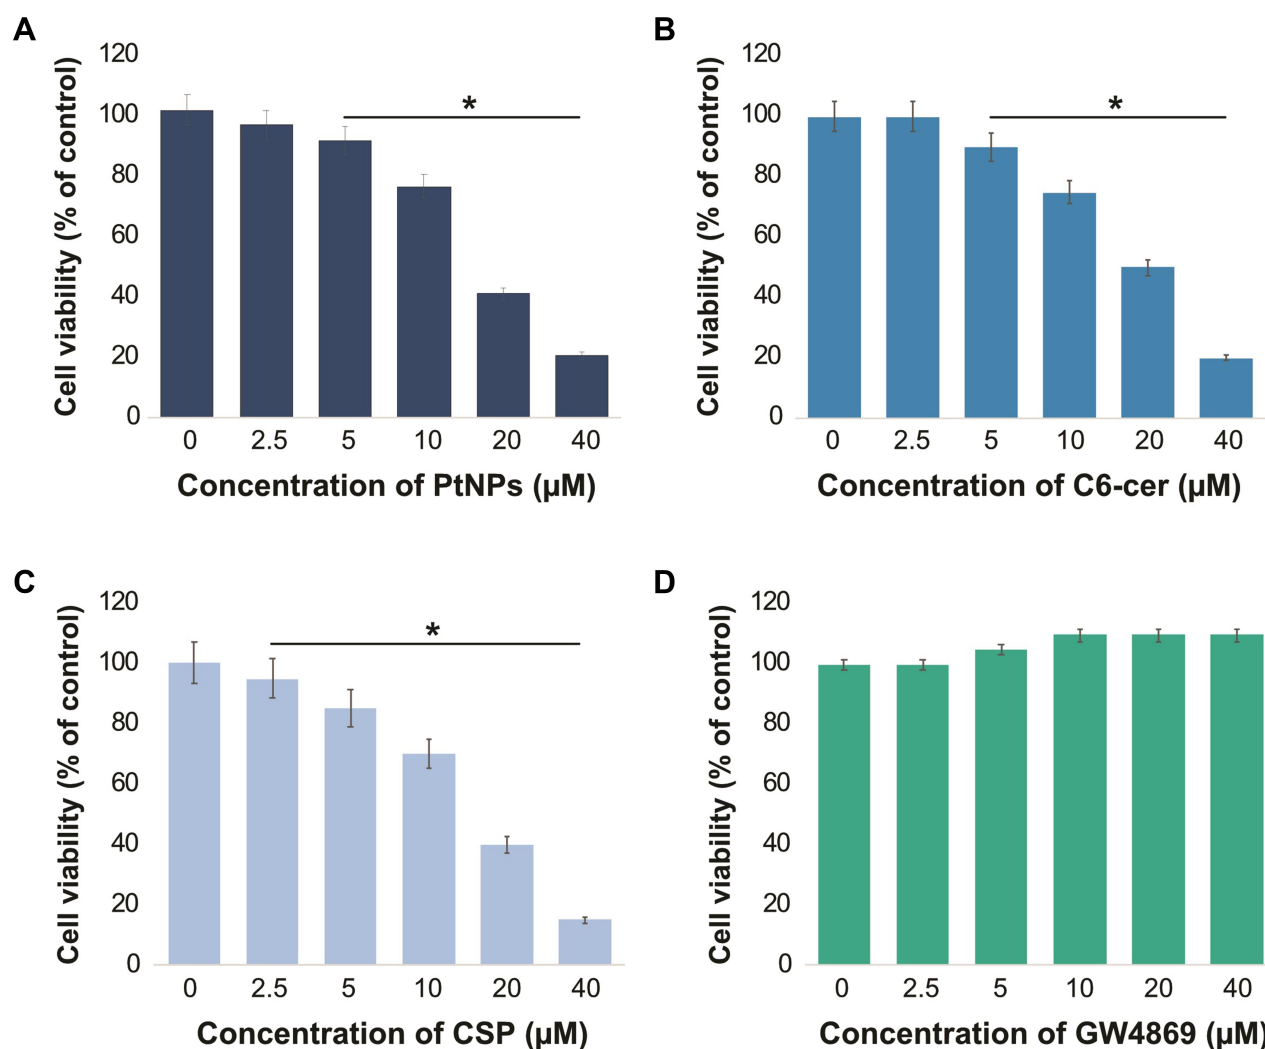 A
Cell viability (% of control)
120
100
80
60
40
20
0
*
0 2.5 5 10 20 40
Concentration of PtNPs (µM)
B
Cell viability (% of control)
120
100
80
60
40
20
0
*
0 2.5 5 10 20 40
Concentration of C6-cer (µM)
C
Cell viability (% of control)
120
100
80
60
40
20
0
*
0 2.5 5 10 20 40
Concentration of CSP (µM)
D
Cell viability (% of control)
120
100
80
60
40
20
0
0 2.5 5 10 20 40
Concentration of GW4869 (µM)